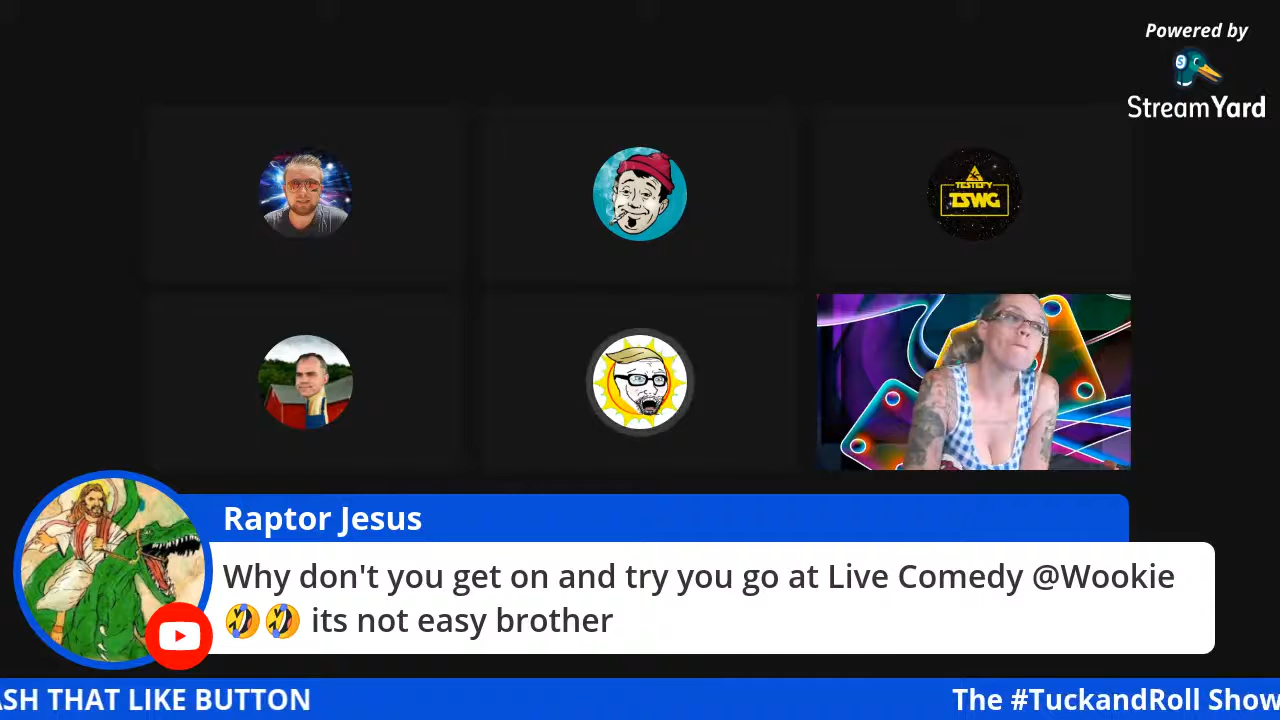 Powered by
StreamYard
TESTEFY
TSWG
Raptor Jesus
Why don't you get on and try you go at Live Comedy @Wookie
🤣🤣 its not easy brother
ASH THAT LIKE BUTTON
The #TuckandRoll Show